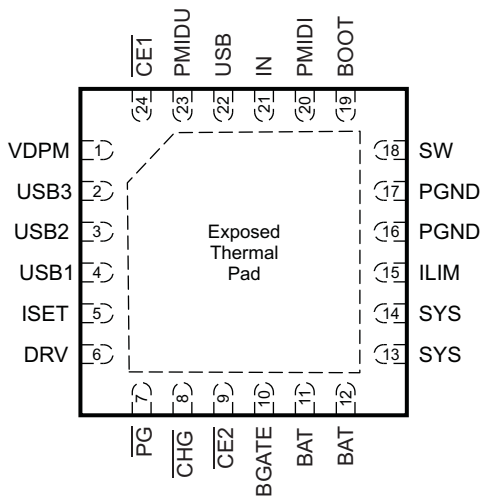 CE1
PMIDU
USB
IN
PMIDI
BOOT
24
23
22
21
20
19
VDPM 1
USB3 2
USB2 3
USB1 4
ISET 5
DRV 6
Exposed
Thermal
Pad
18 SW
17 PGND
16 PGND
15 ILIM
14 SYS
13 SYS
7
8
9
10
11
12
PG
CHG
CE2
BGATE
BAT
BAT